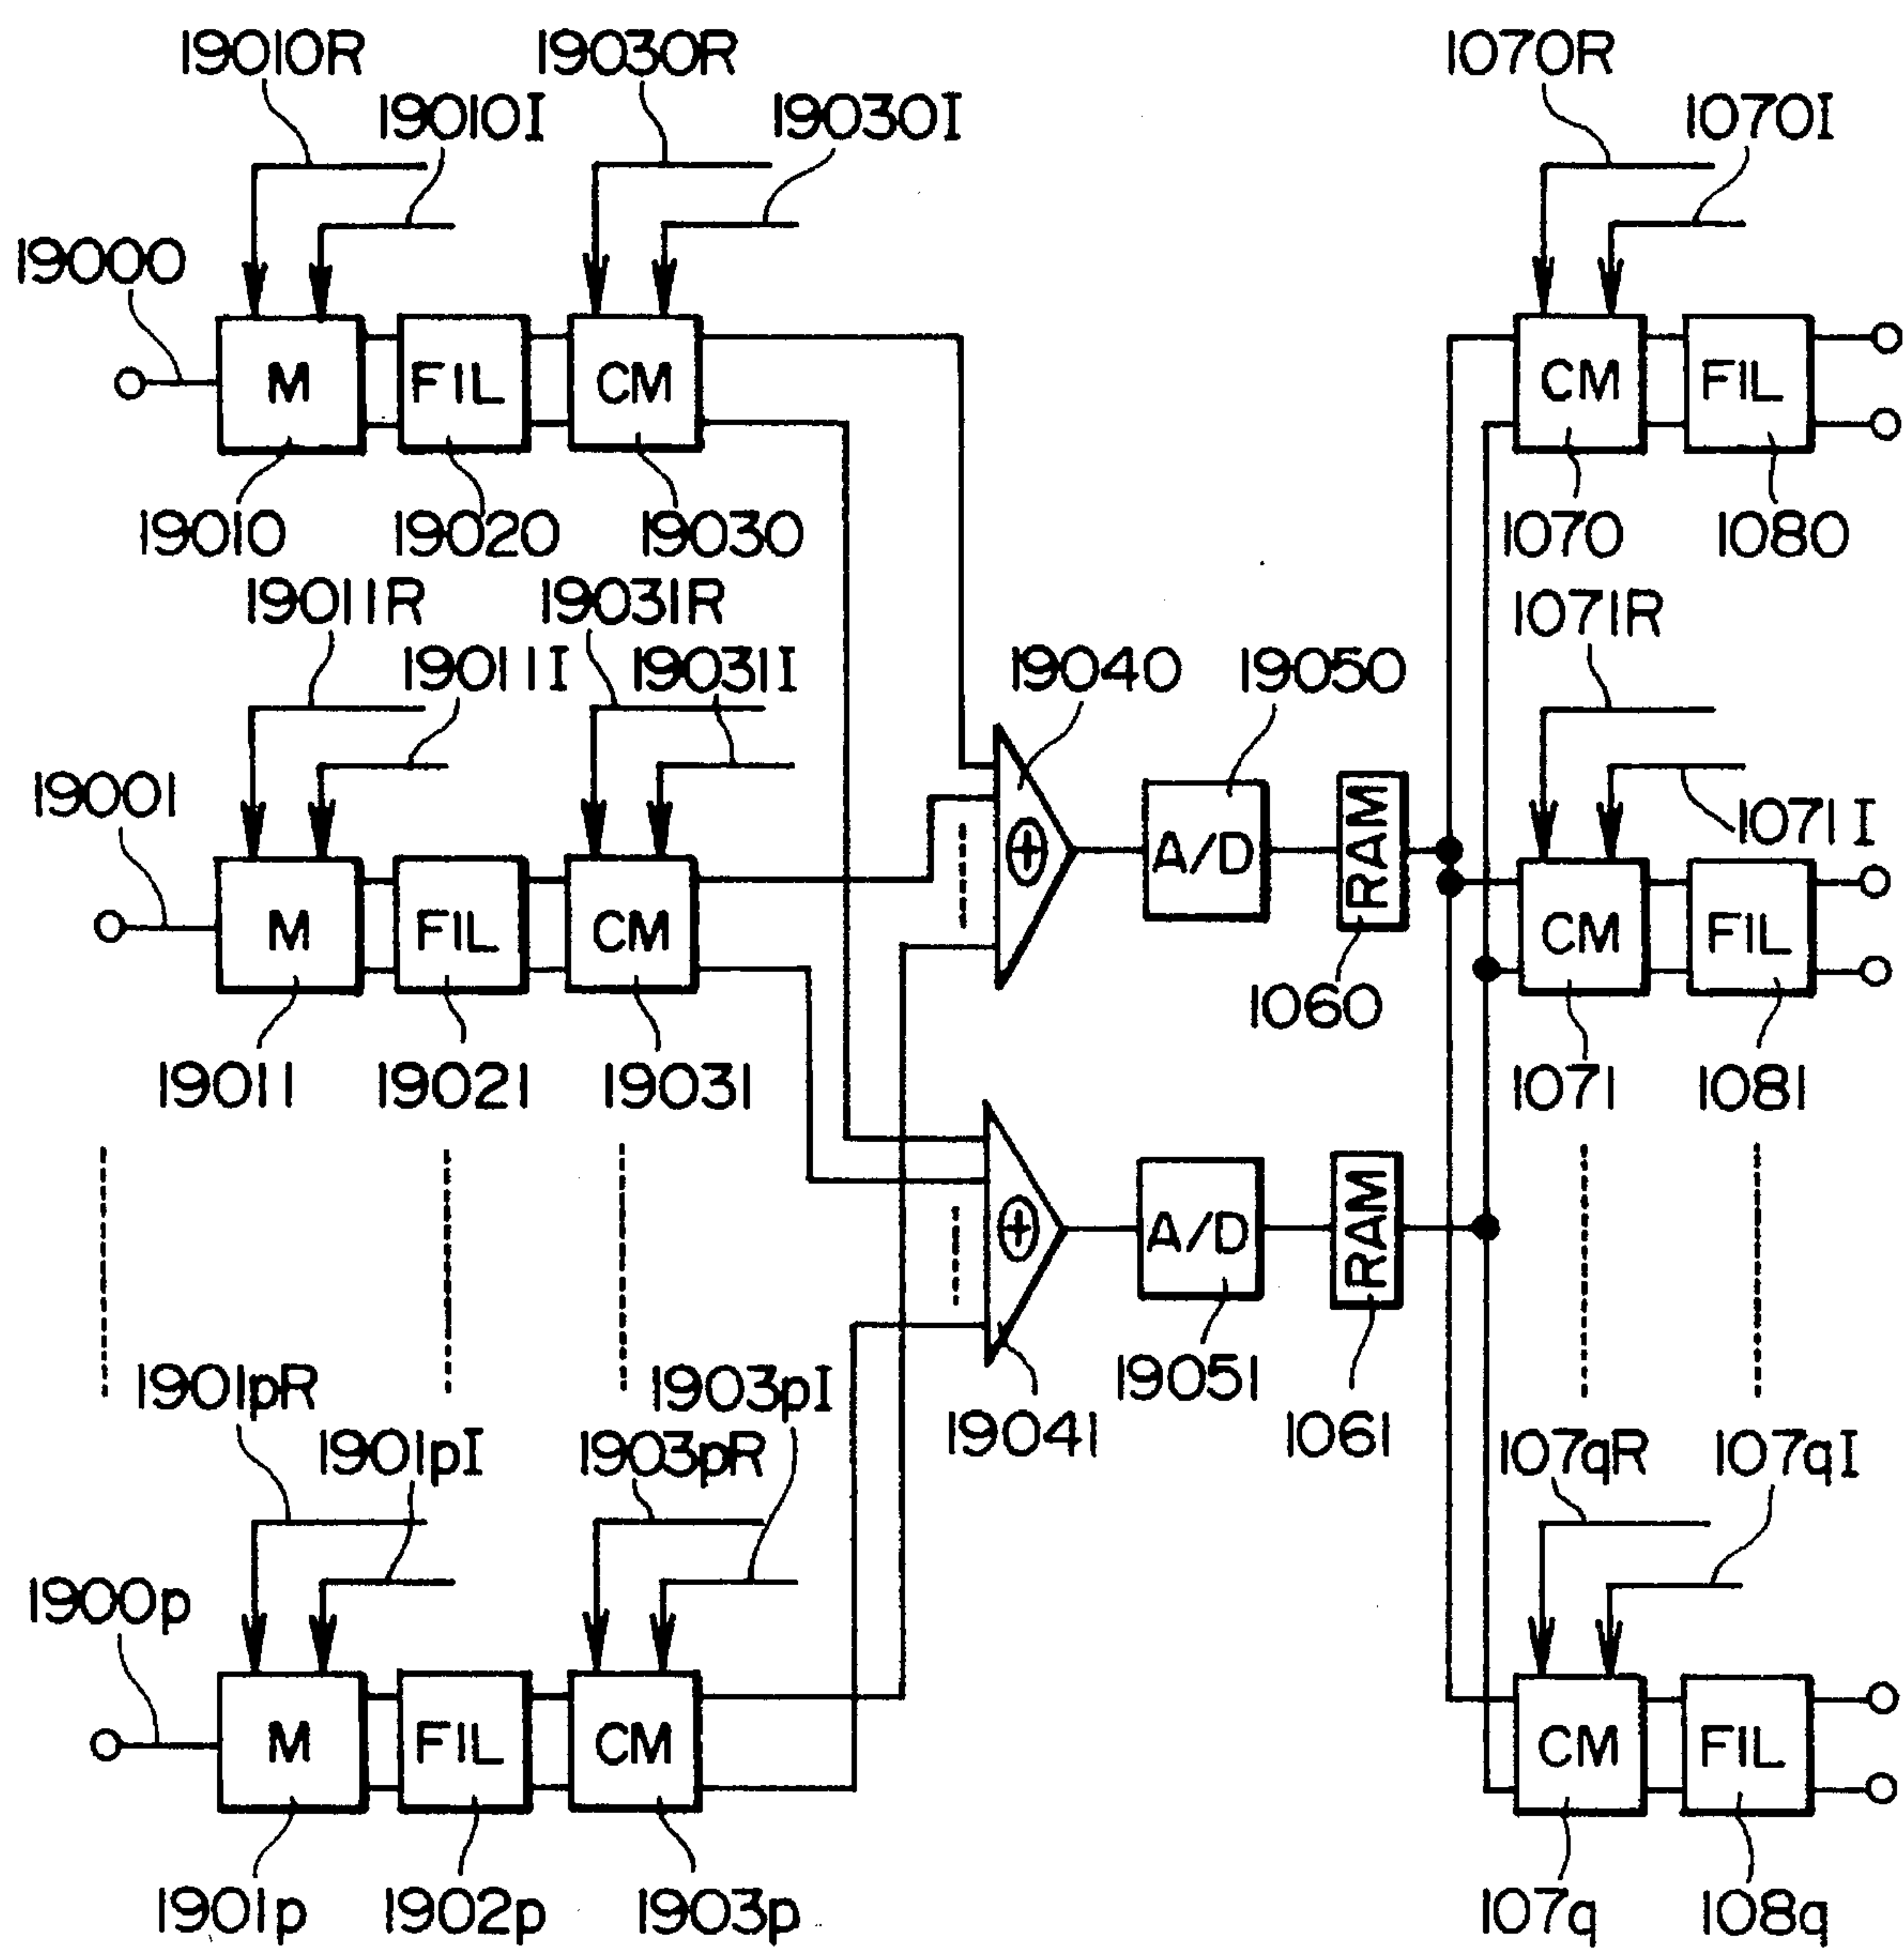 19010R 19030R 1070R
19010I 19030I 1070I
19000
M FIL CM CM FIL
19010 19020 19030 1070 1080
19011R 19031R 1071R
19011I 19031I 19040 19050
19001 1071I
A/D RAM
M FIL CM CM FIL
1060
19011 19021 19031 1071 1081
A/D RAM
1901pR 1903pI 19051
19041 1061
1901pI 1903pR 107qR 107qI
1900p
M FIL CM CM FIL
1901p 1902p 1903p 107q 108q